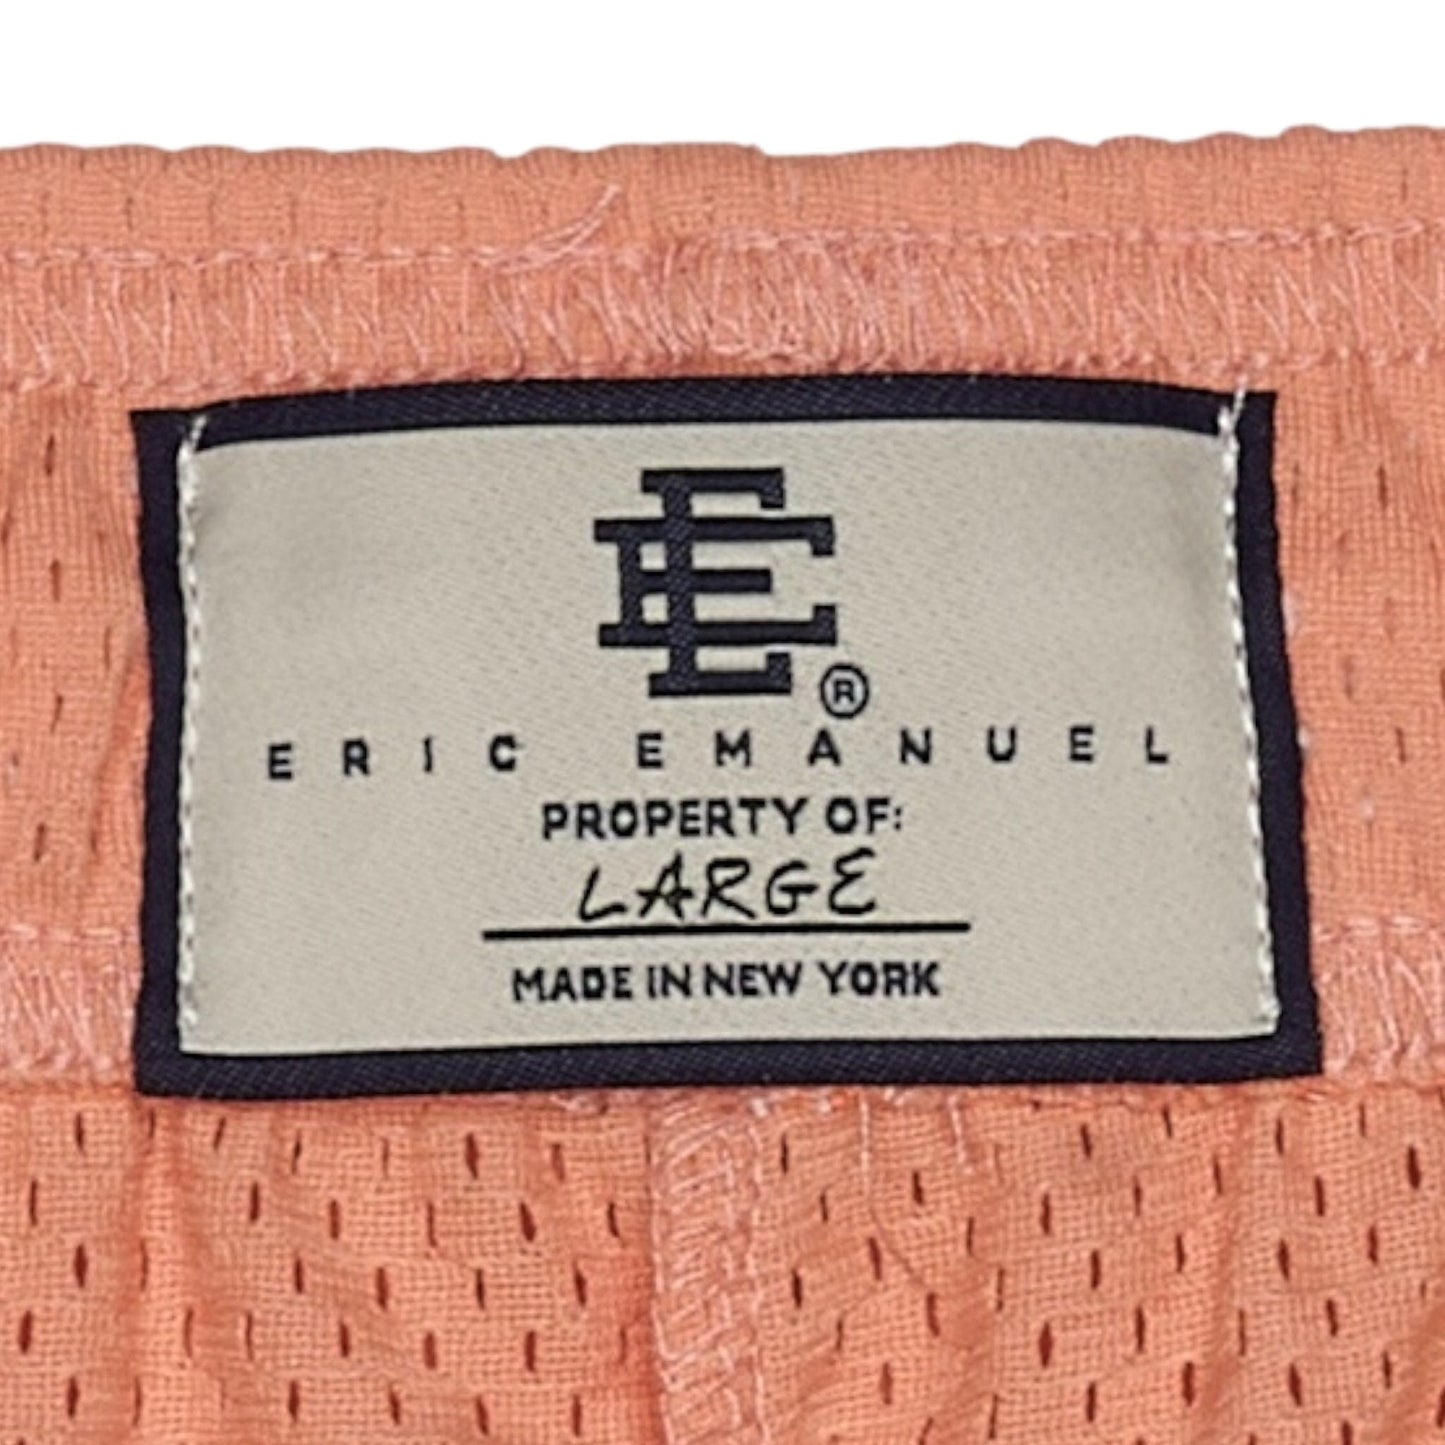 EE®
ERIC EMANUEL
PROPERTY OF:
LARGE
MADE IN NEW YORK